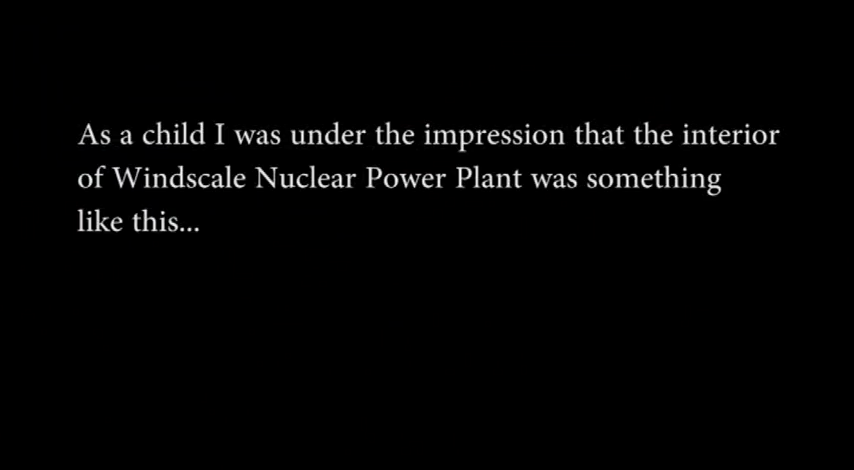 As a child I was under the impression that the interior
of Windscale Nuclear Power Plant was something
like this...